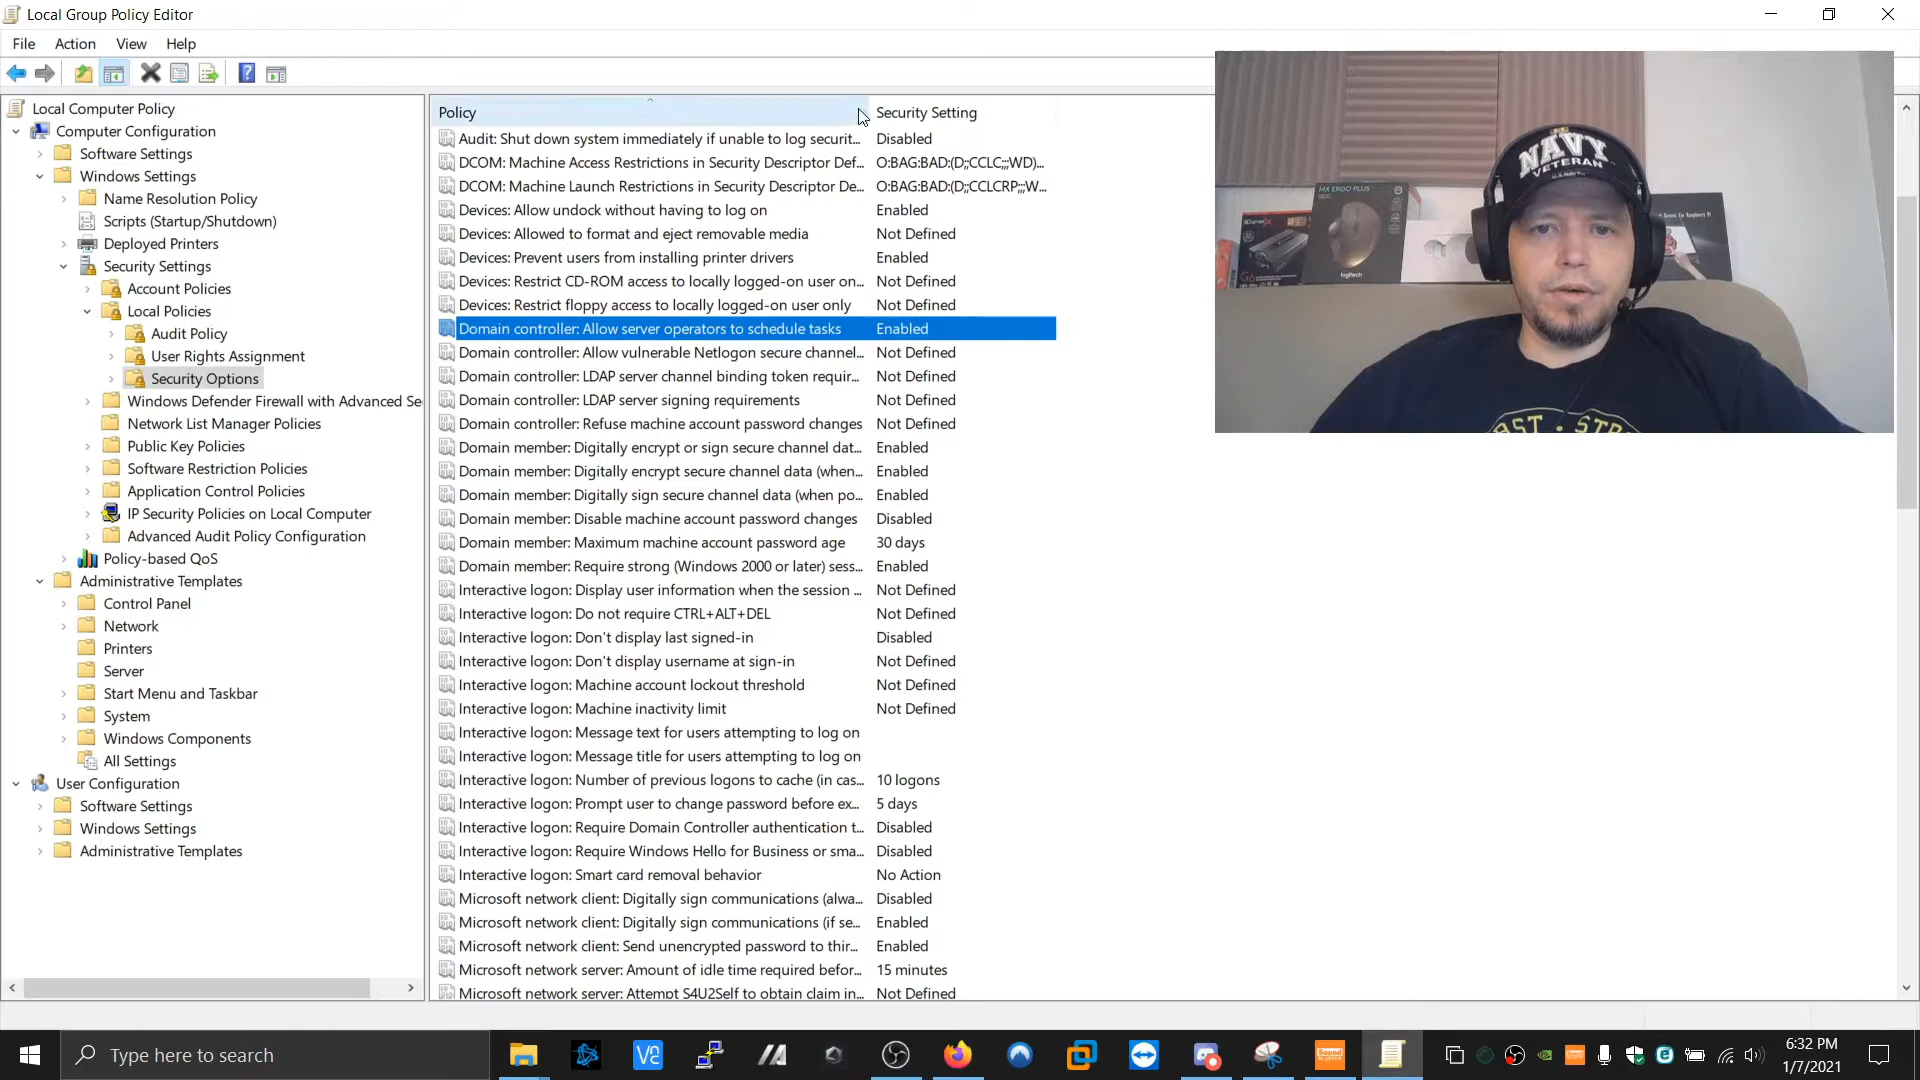 Local Group Policy Editor
File Action View Help
Local Computer Policy
Computer Configuration
Software Settings
Windows Settings
Name Resolution Policy
Scripts (Startup/Shutdown)
Deployed Printers
Security Settings
Account Policies
Local Policies
Audit Policy
User Rights Assignment
Security Options
Windows Defender Firewall with Advanced Se
Network List Manager Policies
Public Key Policies
Software Restriction Policies
Application Control Policies
IP Security Policies on Local Computer
Advanced Audit Policy Configuration
Policy-based QoS
Administrative Templates
Control Panel
Network
Printers
Server
Start Menu and Taskbar
System
Windows Components
All Settings
User Configuration
Software Settings
Windows Settings
Administrative Templates
Policy Security Setting
Audit: Shut down system immediately if unable to log securit... Disabled
DCOM: Machine Access Restrictions in Security Descriptor Def... O:BAG:BAD:(D;;CCLC;;;WD)...
DCOM: Machine Launch Restrictions in Security Descriptor De... O:BAG:BAD:(D;;CCLCRP;;;W...
Devices: Allow undock without having to log on Enabled
Devices: Allowed to format and eject removable media Not Defined
Devices: Prevent users from installing printer drivers Enabled
Devices: Restrict CD-ROM access to locally logged-on user on... Not Defined
Devices: Restrict floppy access to locally logged-on user only Not Defined
Domain controller: Allow server operators to schedule tasks Enabled
Domain controller: Allow vulnerable Netlogon secure channel... Not Defined
Domain controller: LDAP server channel binding token requir... Not Defined
Domain controller: LDAP server signing requirements Not Defined
Domain controller: Refuse machine account password changes Not Defined
Domain member: Digitally encrypt or sign secure channel dat... Enabled
Domain member: Digitally encrypt secure channel data (when... Enabled
Domain member: Digitally sign secure channel data (when po... Enabled
Domain member: Disable machine account password changes Disabled
Domain member: Maximum machine account password age 30 days
Domain member: Require strong (Windows 2000 or later) sess... Enabled
Interactive logon: Display user information when the session ... Not Defined
Interactive logon: Do not require CTRL+ALT+DEL Not Defined
Interactive logon: Don't display last signed-in Disabled
Interactive logon: Don't display username at sign-in Not Defined
Interactive logon: Machine account lockout threshold Not Defined
Interactive logon: Machine inactivity limit Not Defined
Interactive logon: Message text for users attempting to log on
Interactive logon: Message title for users attempting to log on
Interactive logon: Number of previous logons to cache (in cas... 10 logons
Interactive logon: Prompt user to change password before ex... 5 days
Interactive logon: Require Domain Controller authentication t... Disabled
Interactive logon: Require Windows Hello for Business or sma... Disabled
Interactive logon: Smart card removal behavior No Action
Microsoft network client: Digitally sign communications (alwa... Disabled
Microsoft network client: Digitally sign communications (if se... Enabled
Microsoft network client: Send unencrypted password to thir... Enabled
Microsoft network server: Amount of idle time required befor... 15 minutes
Microsoft network server: Attempt S4U2Self to obtain claim in... Not Defined
NAVY
VETERAN
U.S.NAVY
MX ERGO PLUS
logitech
G6
AST • STR
Type here to search
V2
6:32 PM
1/7/2021